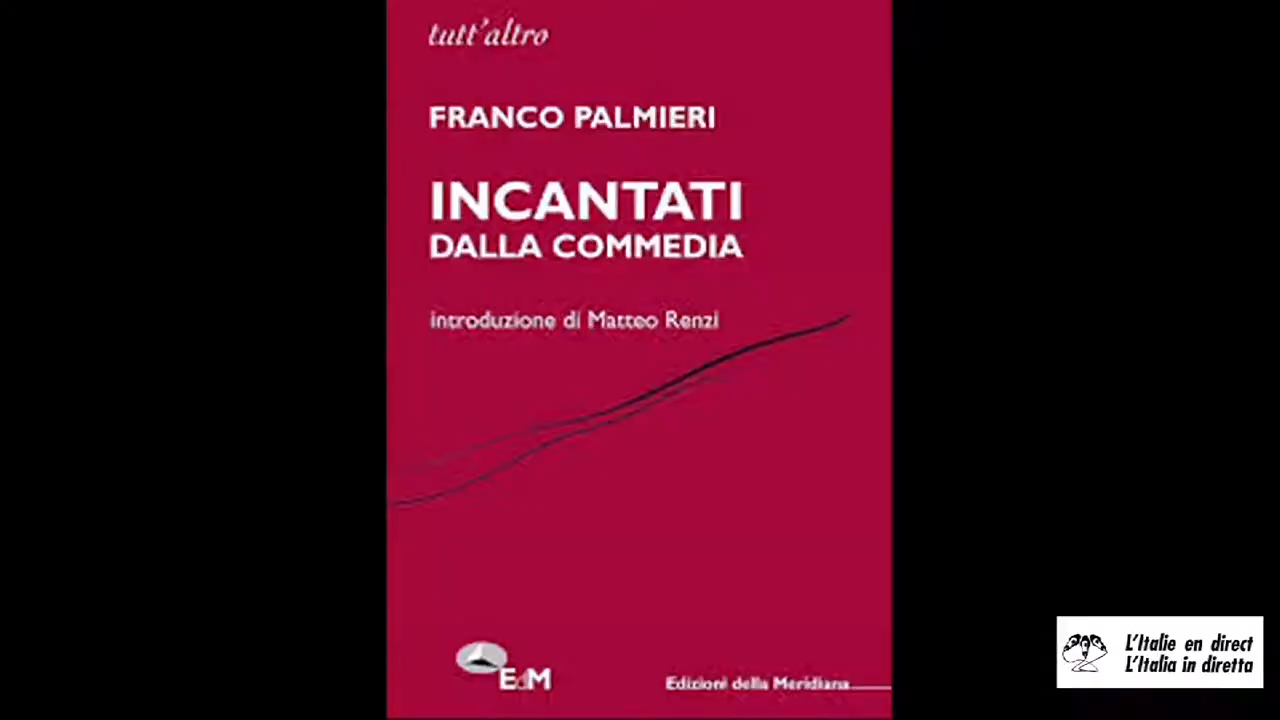 tutt'altro
FRANCO PALMIERI
INCANTATI
DALLA COMMEDIA
introduzione di Matteo Renzi
EdM
Edizioni della Meridiana
L'Italie en direct
L'Italia in diretta